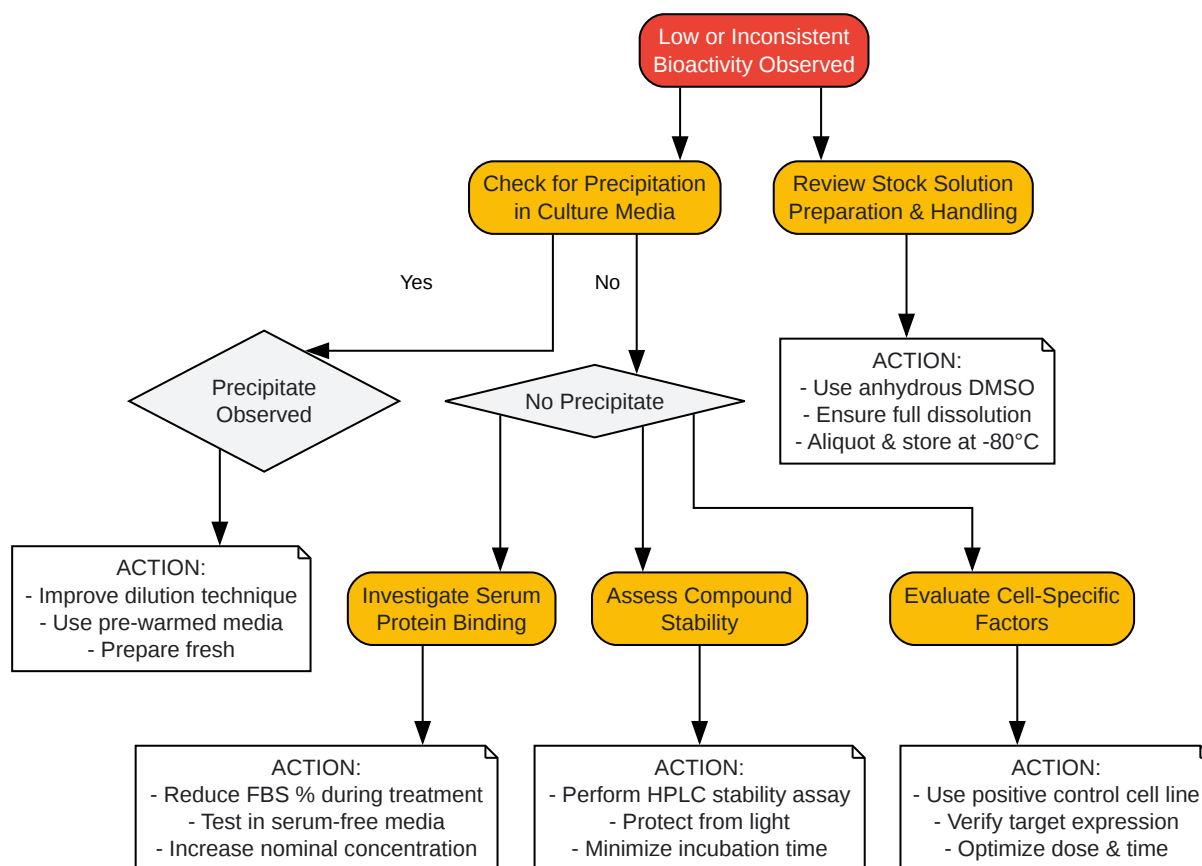 Low or Inconsistent
Bioactivity Observed
Check for Precipitation
in Culture Media
Review Stock Solution
Preparation & Handling
Yes
No
Precipitate
Observed
No Precipitate
ACTION:
- Use anhydrous DMSO
- Ensure full dissolution
- Aliquot & store at -80°C
ACTION:
- Improve dilution technique
- Use pre-warmed media
- Prepare fresh
Investigate Serum
Protein Binding
Assess Compound
Stability
Evaluate Cell-Specific
Factors
ACTION:
- Reduce FBS % during treatment
- Test in serum-free media
- Increase nominal concentration
ACTION:
- Perform HPLC stability assay
- Protect from light
- Minimize incubation time
ACTION:
- Use positive control cell line
- Verify target expression
- Optimize dose & time